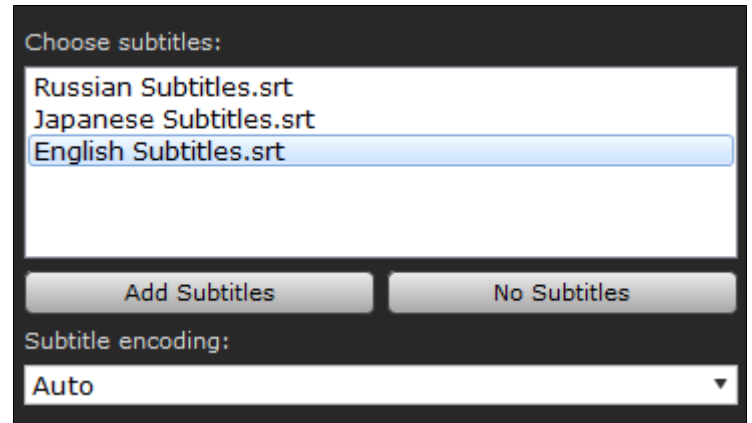 Choose subtitles:
Russian Subtitles.srt
Japanese Subtitles.srt
English Subtitles.srt
Add Subtitles
No Subtitles
Subtitle encoding:
Auto